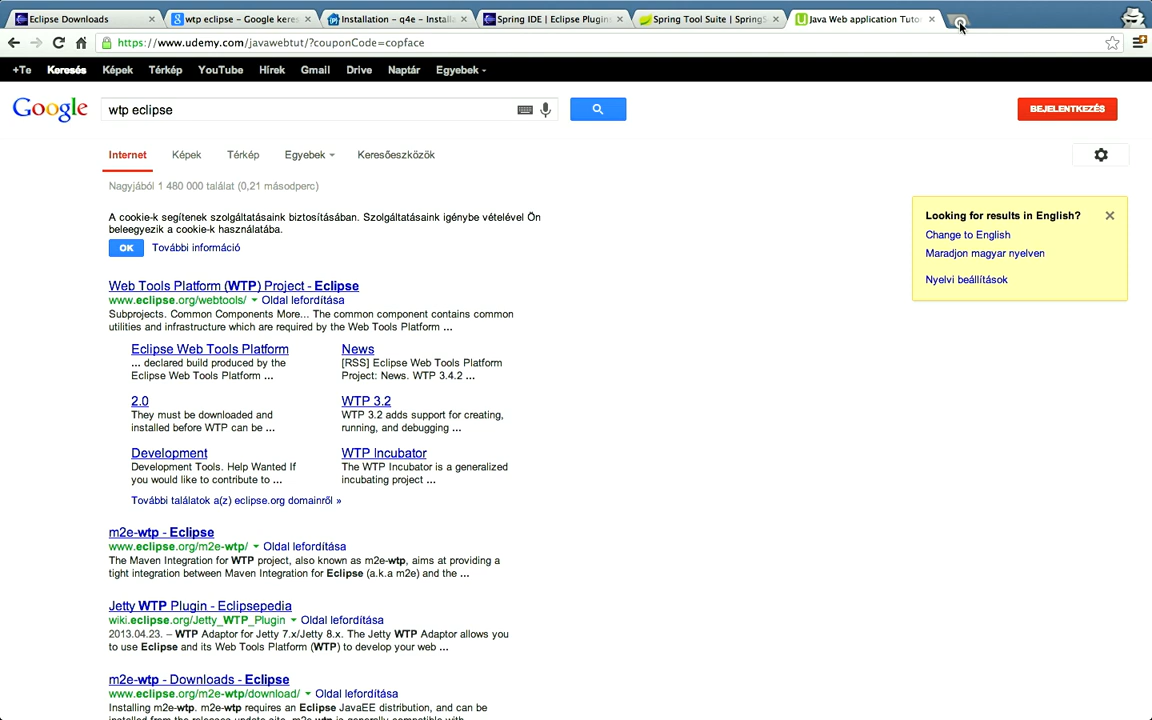 Eclipse Downloads
wtp eclipse - Google keres
Installation - q4e - Installa
Spring IDE | Eclipse Plugin
Spring Tool Suite | SpringS
Java Web application Tuto
https://www.udemy.com/javawebtut/?couponCode=copface
+Te Keresés Képek Térkép YouTube Hírek Gmail Drive Naptár Egyebek
Google
wtp eclipse
BEJELENTKEZÉS
Internet Képek Térkép Egyebek Keresőeszközök
Nagyjából 1 480 000 találat (0,21 másodperc)
A cookie-k segítenek szolgáltatásaink biztosításában. Szolgáltatásaink igénybe vételével Ön
beleegyezik a cookie-k használatába.
OK További információ
Looking for results in English?
Change to English
Maradjon magyar nyelven
Nyelvi beállítások
Web Tools Platform (WTP) Project - Eclipse
www.eclipse.org/webtools/ Oldal lefordítása
Subprojects. Common Components More... The common component contains common
utilities and infrastructure which are required by the Web Tools Platform ...
Eclipse Web Tools Platform
... declared build produced by the
Eclipse Web Tools Platform ...
News
[RSS] Eclipse Web Tools Platform
Project: News. WTP 3.4.2 ...
2.0
They must be downloaded and
installed before WTP can be ...
WTP 3.2
WTP 3.2 adds support for creating,
running, and debugging ...
Development
Development Tools. Help Wanted If
you would like to contribute to ...
WTP Incubator
The WTP Incubator is a generalized
incubating project ...
További találatok a(z) eclipse.org domainről »
m2e-wtp - Eclipse
www.eclipse.org/m2e-wtp/ Oldal lefordítása
The Maven Integration for WTP project, also known as m2e-wtp, aims at providing a
tight integration between Maven Integration for Eclipse (a.k.a m2e) and the ...
Jetty WTP Plugin - Eclipsepedia
wiki.eclipse.org/Jetty_WTP_Plugin Oldal lefordítása
2013.04.23. – WTP Adaptor for Jetty 7.x/Jetty 8.x. The Jetty WTP Adaptor allows you
to use Eclipse and its Web Tools Platform (WTP) to develop your web ...
m2e-wtp - Downloads - Eclipse
www.eclipse.org/m2e-wtp/download/ Oldal lefordítása
Installing m2e-wtp. m2e-wtp requires an Eclipse JavaEE distribution, and can be
installed from the release update site. m2e-wtp is generally compatible with